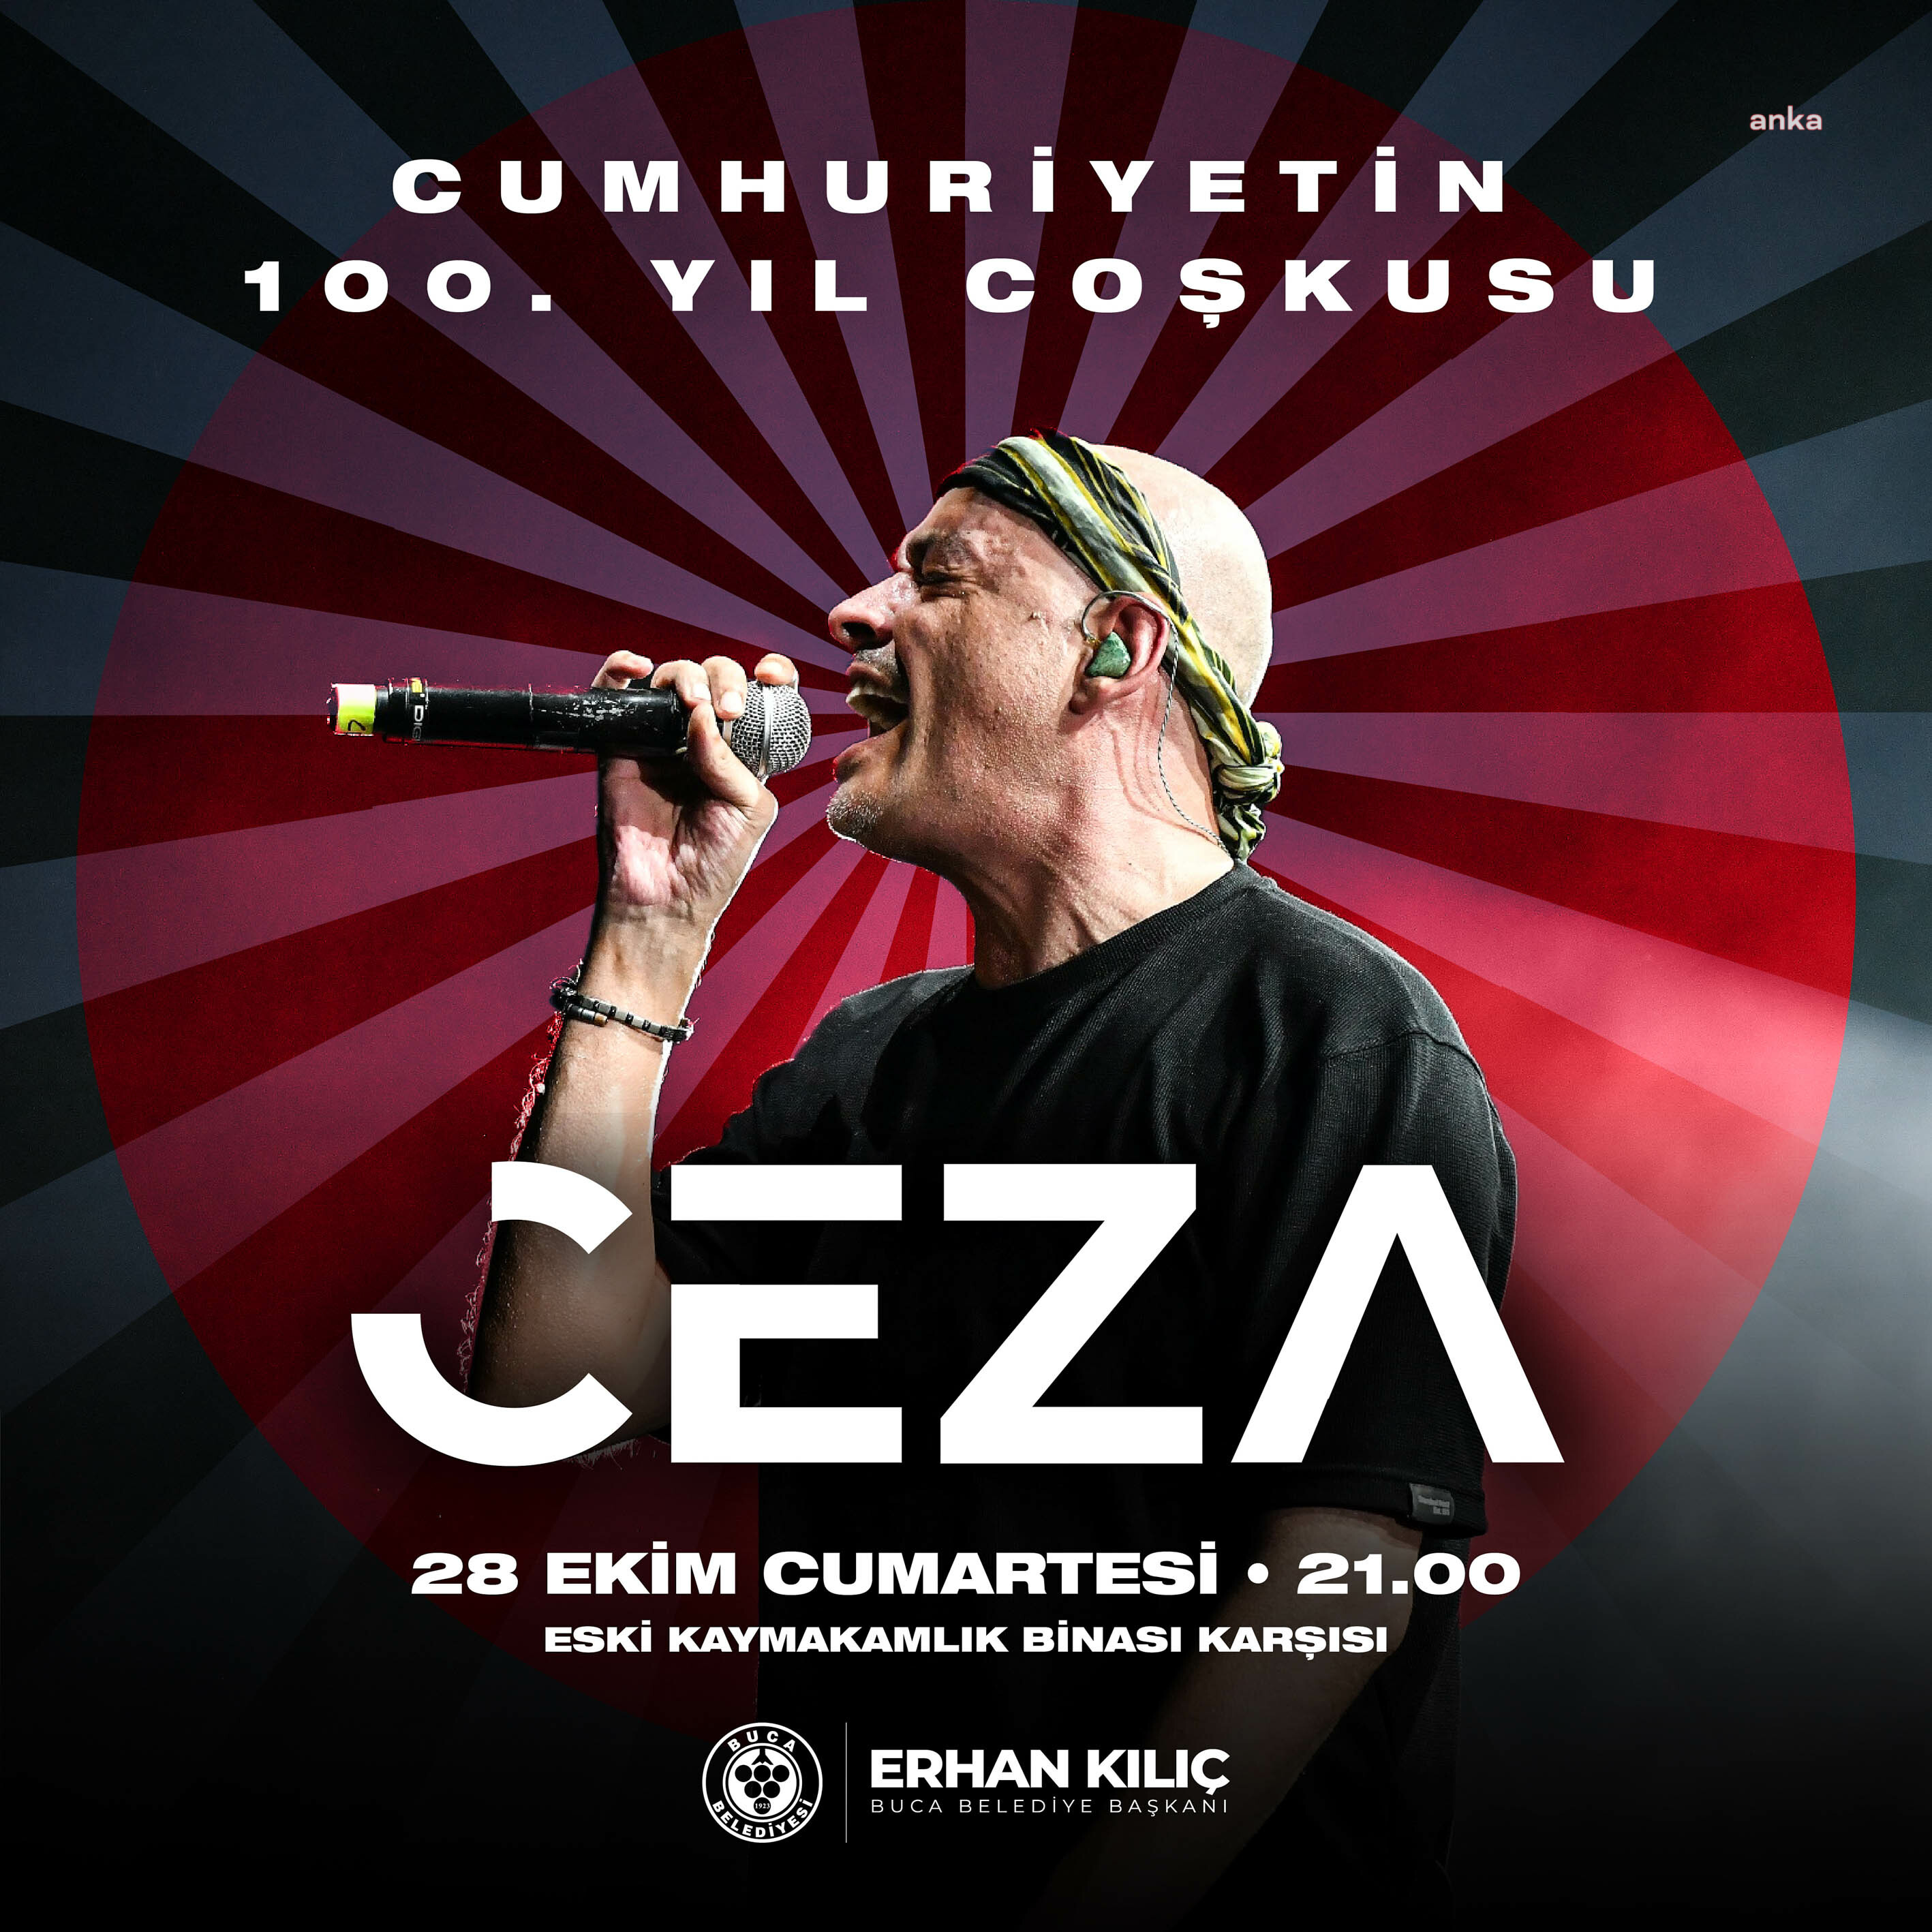 anka
CUMHURİYETİN
100. YIL COŞKUSU
CEZA
28 EKİM CUMARTESİ • 21.00
ESKİ KAYMAKAMLIK BİNASI KARŞISI
BUCA
1923
BELEDİYESİ
ERHAN KILIÇ
BUCA BELEDİYE BAŞKANI